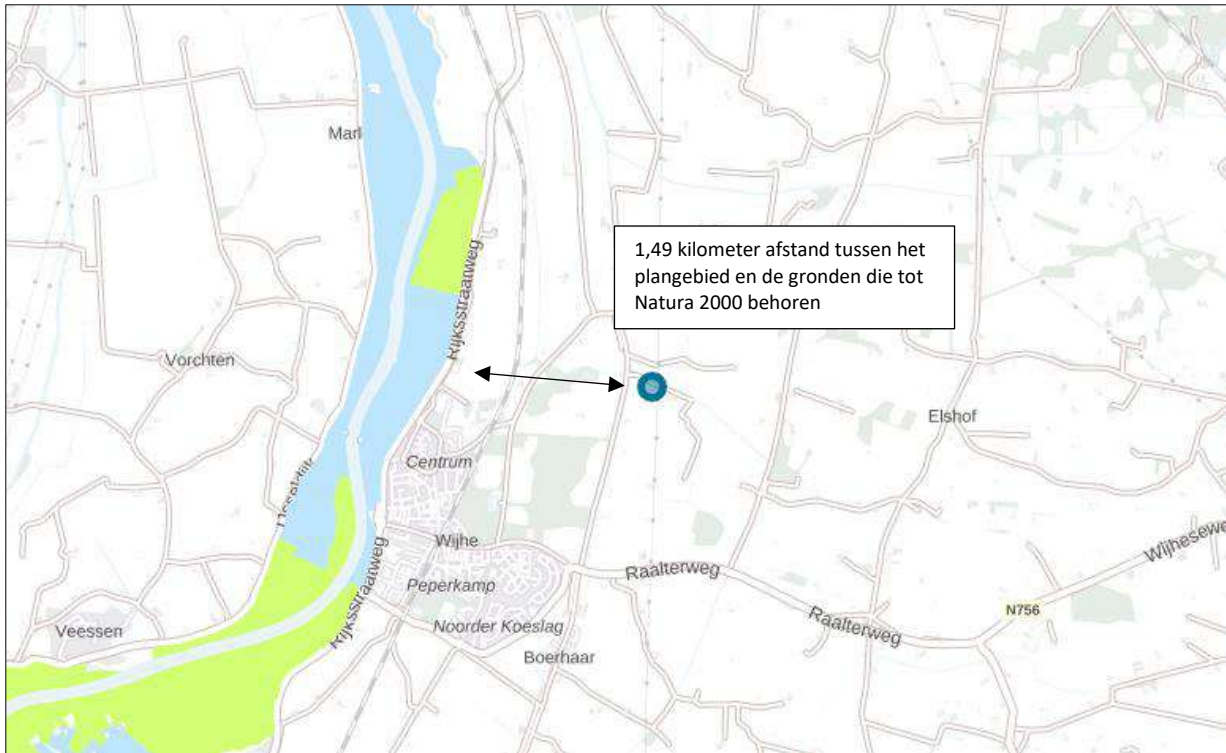 Marl
Rijksstraatweg
1,49 kilometer afstand tussen het
plangebied en de gronden die tot
Natura 2000 behoren
Vorchten
Elshof
Centrum
Wijhe
Raalterweg
Wijhesewe
Peperkamp
N756
Veessen
Rijksstraatweg
Noorder Koeslag
Raalterweg
Boerhaar